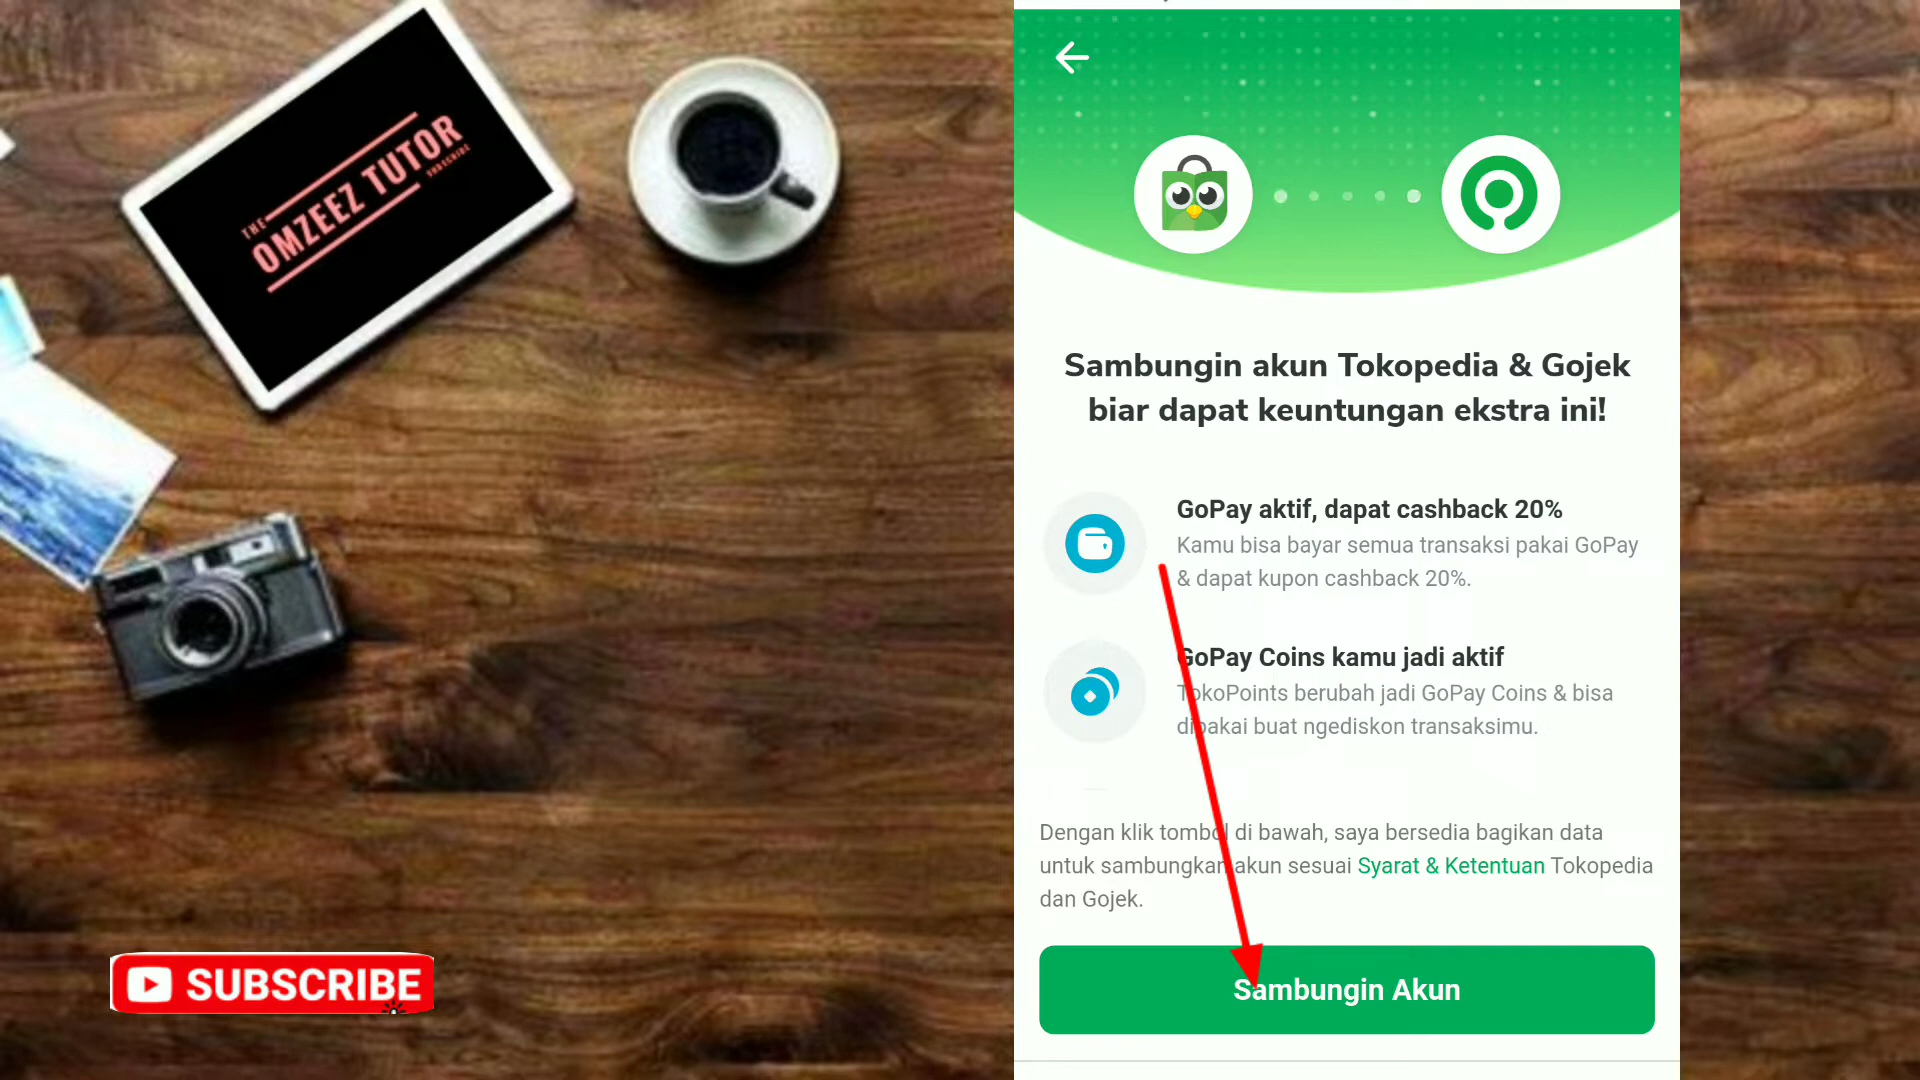 THE
OMZEEZ TUTOR
SUBSCRIBE
Sambungin akun Tokopedia & Gojek
biar dapat keuntungan ekstra ini!
GoPay aktif, dapat cashback 20%
Kamu bisa bayar semua transaksi pakai GoPay
& dapat kupon cashback 20%.
GoPay Coins kamu jadi aktif
TokoPoints berubah jadi GoPay Coins & bisa
dipakai buat ngediskon transaksimu.
Dengan klik tombol di bawah, saya bersedia bagikan data
untuk sambungkan akun sesuai Syarat & Ketentuan Tokopedia
dan Gojek.
Sambungin Akun
SUBSCRIBE